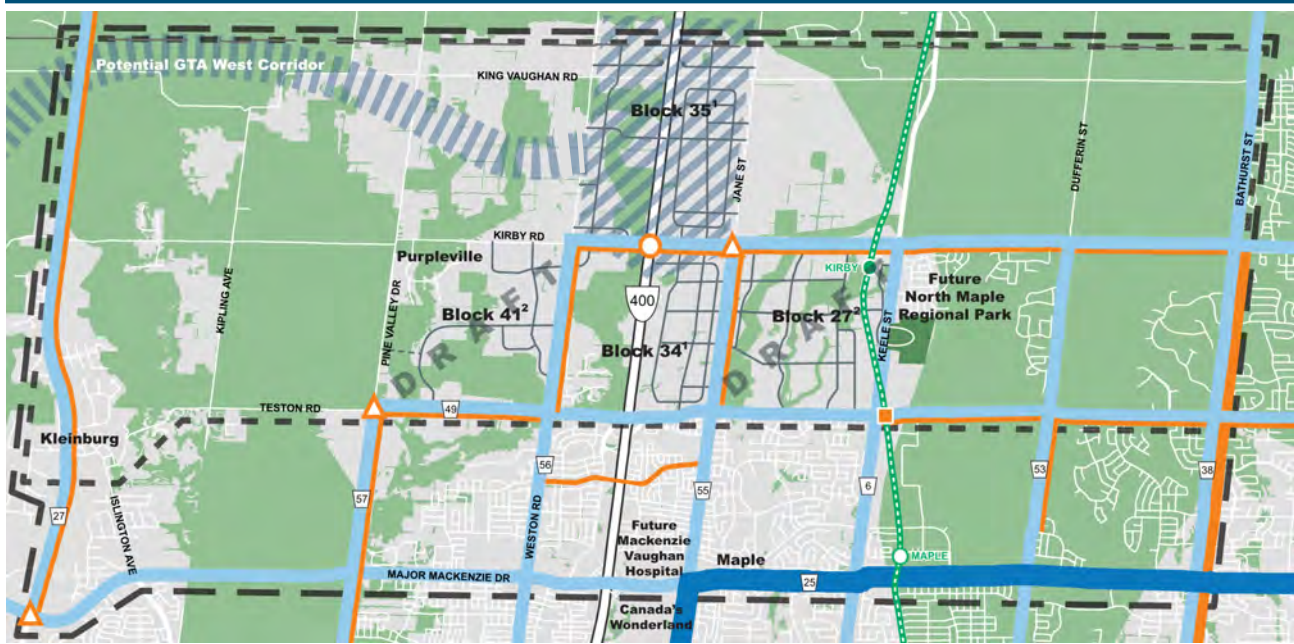 Potential GTA West Corridor
KING VAUGHAN RD
Block 35¹
JANE ST
DUFFERIN ST
BATHURST ST
KIPLING AVE
PINE VALLEY DR
Purpleville
KIRBY RD
Block 41²
DRAFT
400
Block 34¹
KIRBY
Block 27²
DRAFT
KEELE ST
Future
North Maple
Regional Park
TESTON RD
49
Kleinburg
ISLINGTON AVE
27
57
56
WESTON RD
55
6
53
38
Future
Mackenzie
Vaughan
Hospital
Maple
MAPLE
MAJOR MACKENZIE DR
25
Canada's
Wonderland